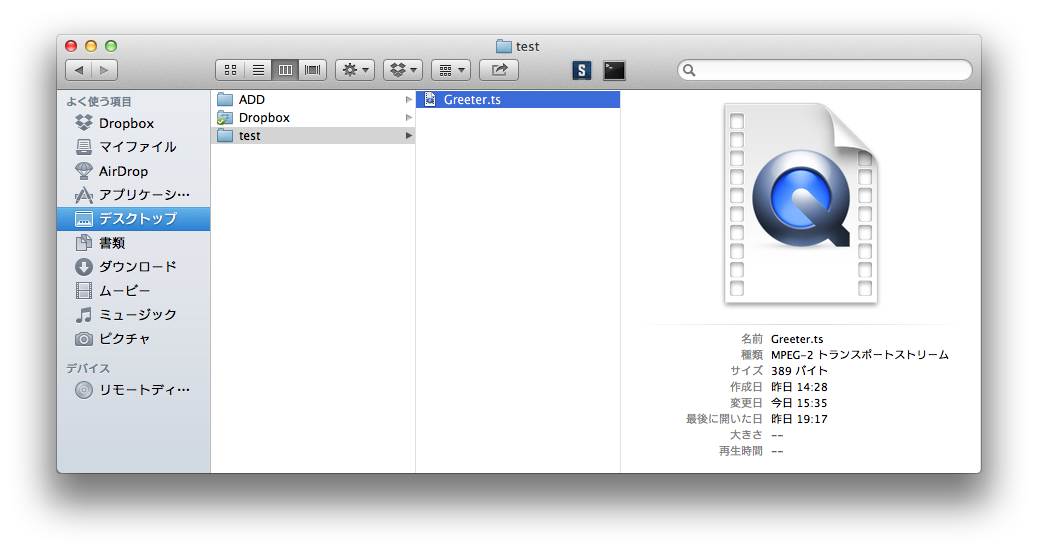 test
よく使う項目
Dropbox
マイファイル
AirDrop
アプリケーシ…
デスクトップ
書類
ダウンロード
ムービー
ミュージック
ピクチャ
デバイス
リモートディ…
ADD
Dropbox
test
Greeter.ts
名前 Greeter.ts
種類 MPEG-2 トランスポートストリーム
サイズ 389 バイト
作成日 昨日 14:28
変更日 今日 15:35
最後に開いた日 昨日 19:17
大きさ --
再生時間 --